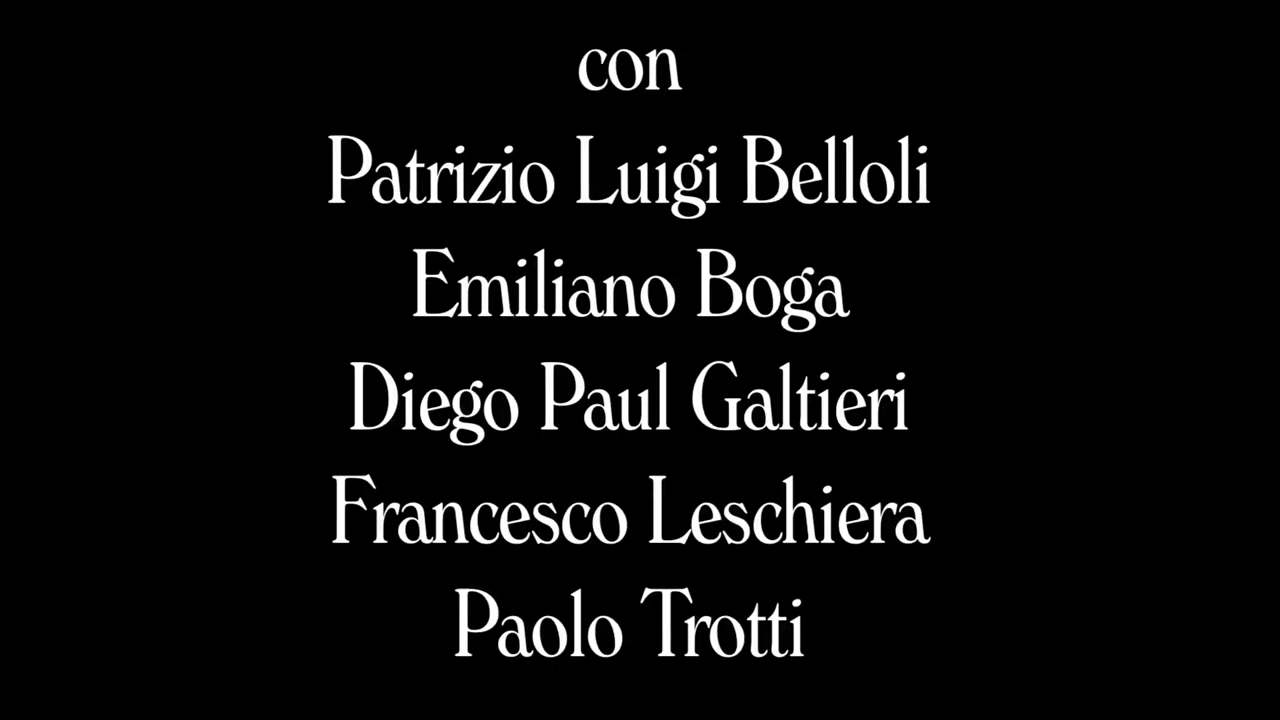 con
Patrizio Luigi Belloli
Emiliano Boga
Diego Paul Galtieri
Francesco Leschiera
Paolo Trotti